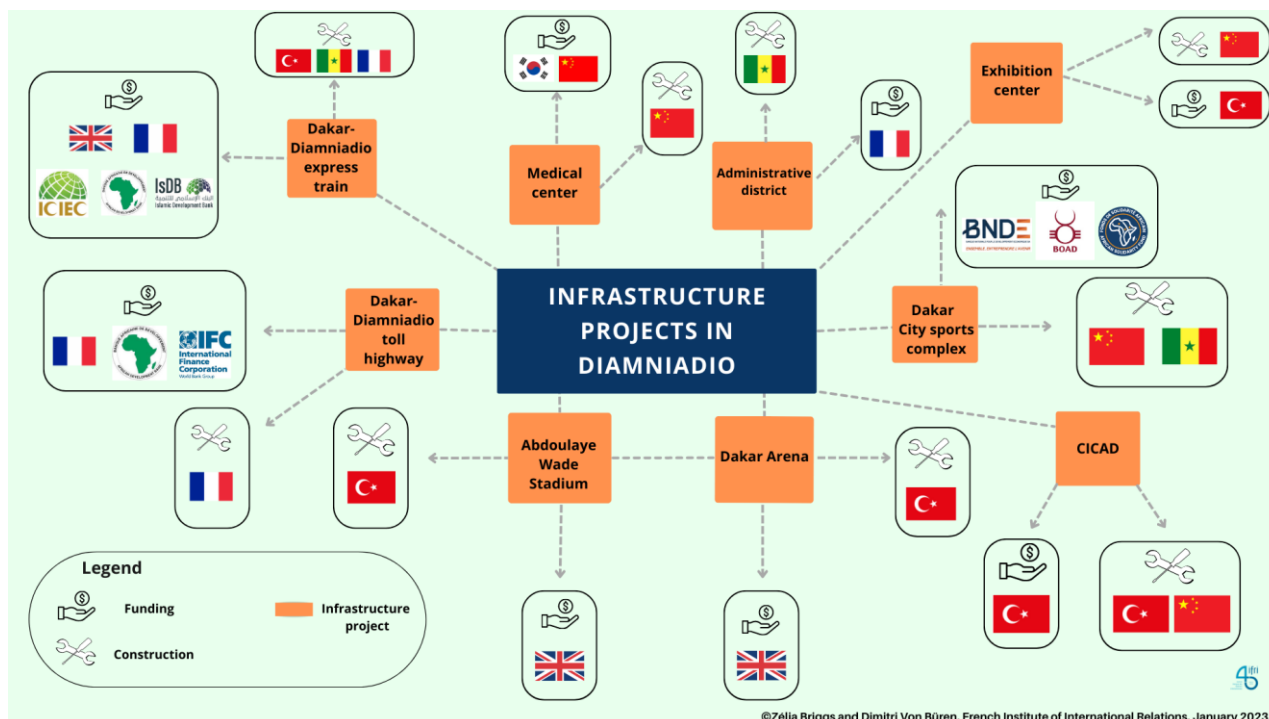 Exhibition
center
Dakar-
Diamniadio
express
train
Medical
center
Administrative
district
ICIEC
IsDB
Islamic Development Bank
BNDE
BOAD
INFRASTRUCTURE
PROJECTS IN
DIAMNIADIO
Dakar-
Diamniadio
toll
highway
Dakar
City sports
complex
IFC
International
Finance
Corporation
World Bank Group
Abdoulaye
Wade
Stadium
Dakar Arena
CICAD
Legend
Funding
Infrastructure
project
Construction
ifri
©Zélia Briggs and Dimitri Von Büren, French Institute of International Relations, January 2023